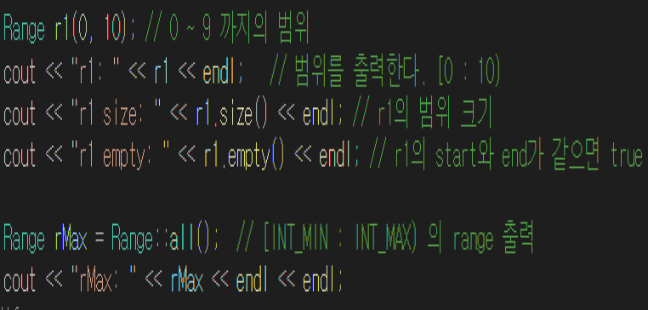 Range r1(0, 10); // 0 ~ 9 까지의 범위
cout << "r1: " << r1 << endl;   // 범위를 출력한다. [0 : 10)
cout << "r1 size: " << r1.size() << endl; // r1의 범위 크기
cout << "r1 empty: " << r1.empty() << endl; // r1의 start와 end가 같으면 true
Range rMax = Range::all();  // [INT_MIN : INT_MAX) 의 range 출력
cout << "rMax: " << rMax << endl << endl;